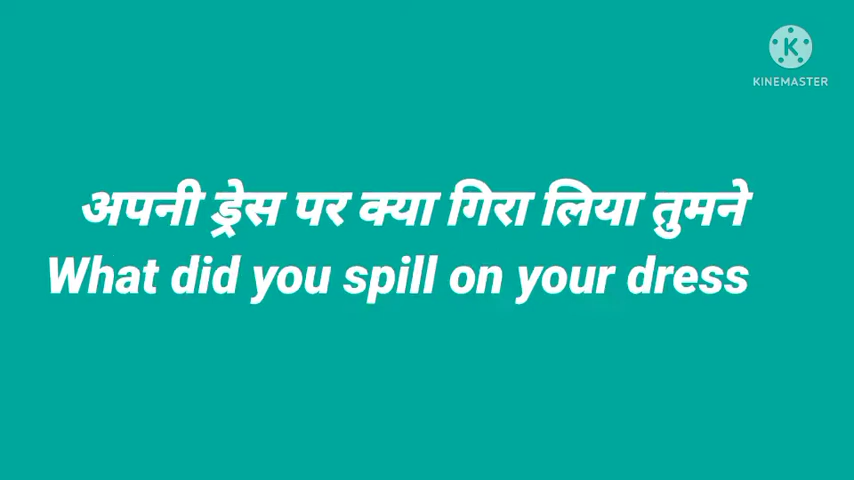 KINEMASTER
अपनी ड्रेस पर क्या गिरा लिया तुमने
What did you spill on your dress